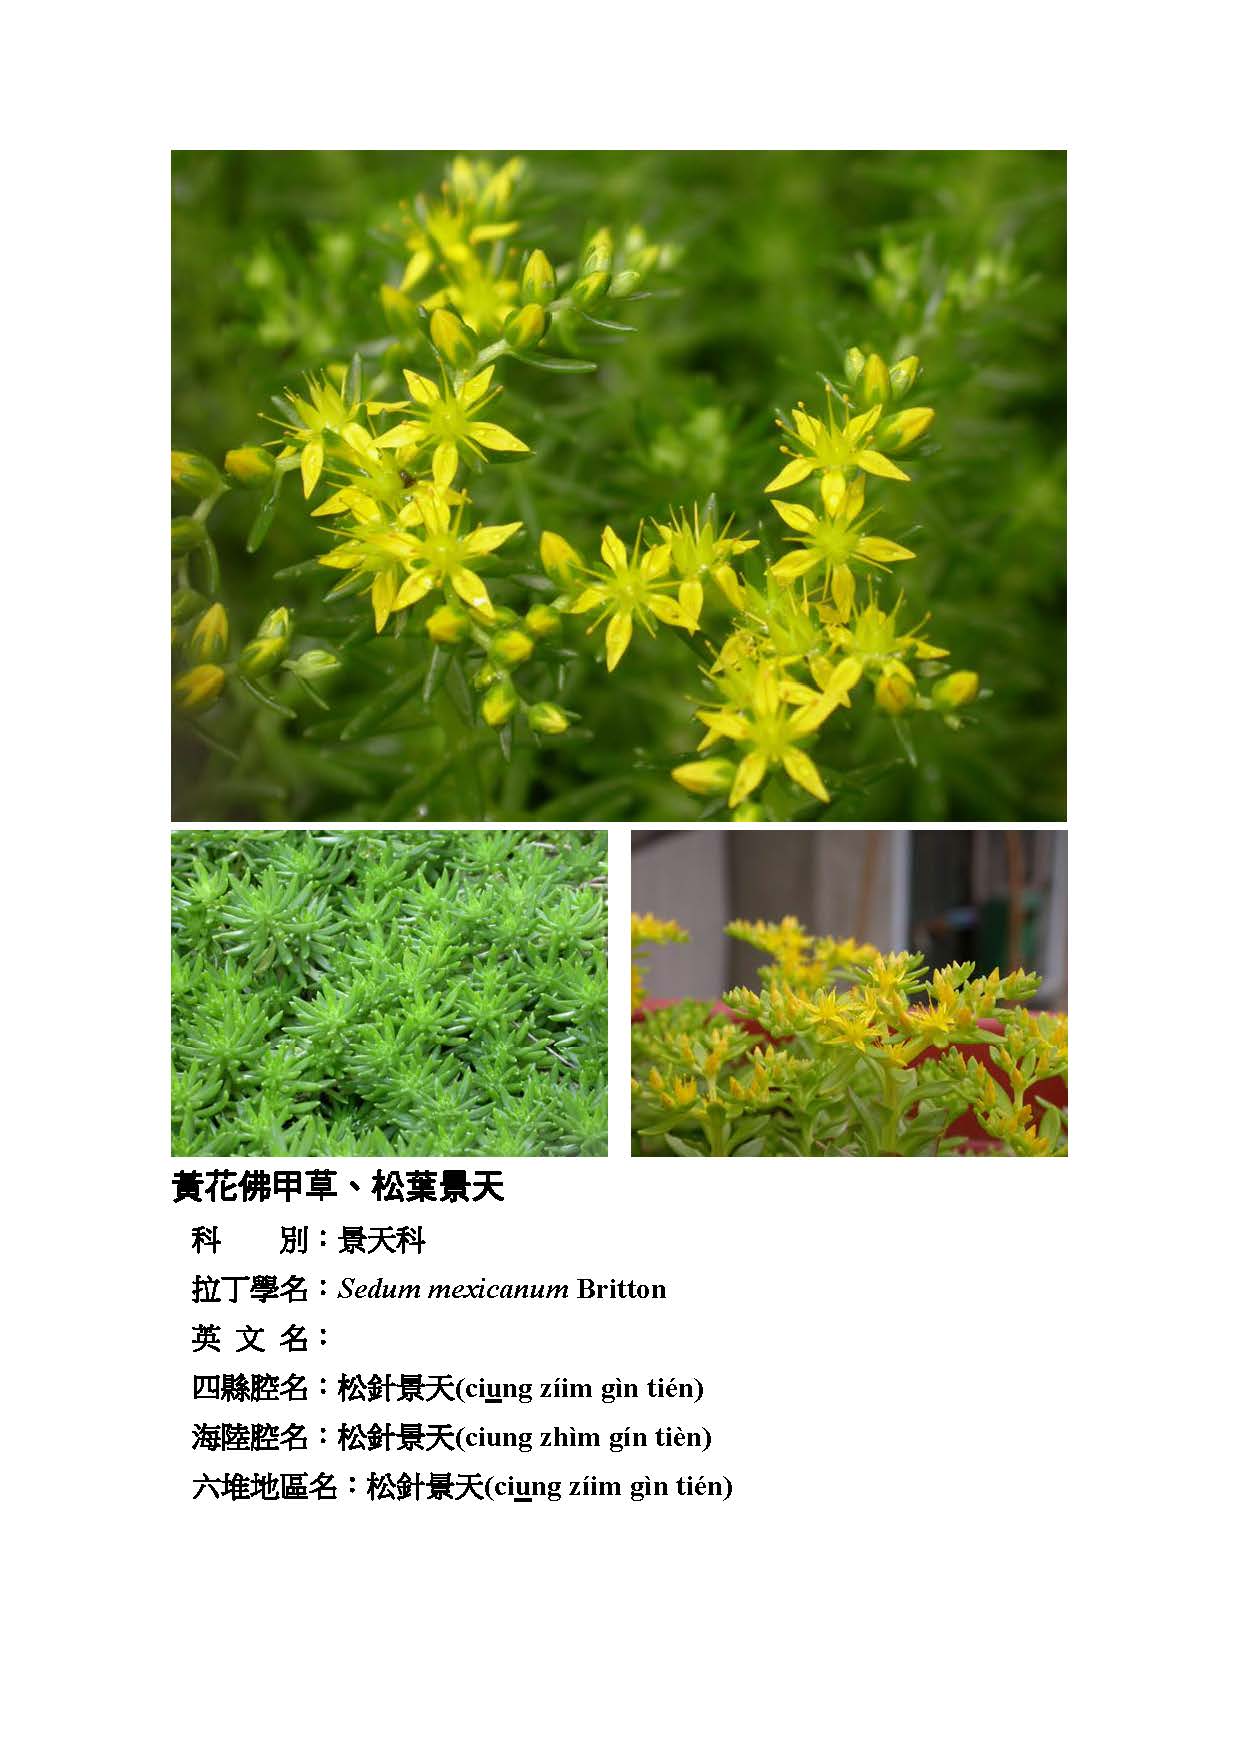 黃花佛甲草、松葉景天
科　　別：景天科
拉丁學名：Sedum mexicanum Britton
英 文 名：
四縣腔名：松針景天(ciung zíim gìn tién)
海陸腔名：松針景天(ciung zhìm gín tièn)
六堆地區名：松針景天(ciung zíim gìn tién)